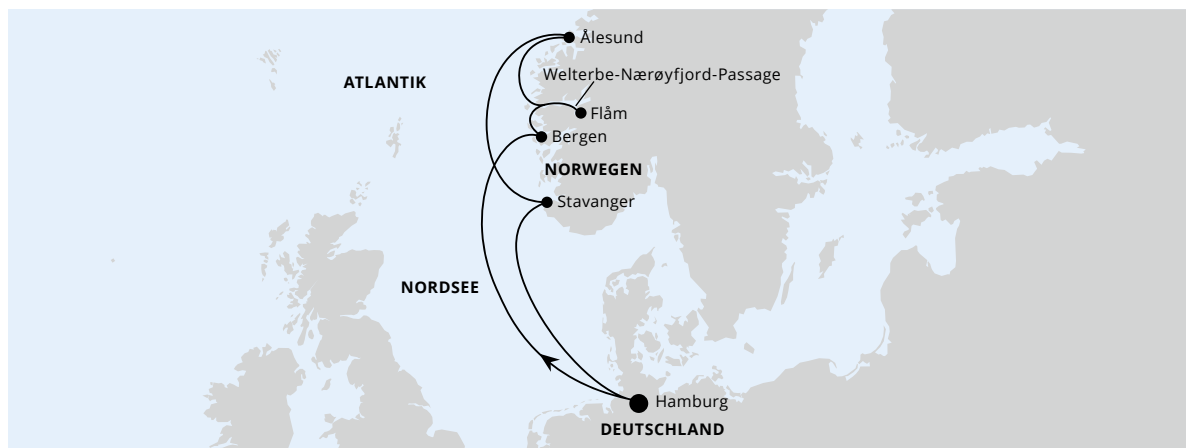 Ålesund
ATLANTIK
Welterbe-Nærøyfjord-Passage
Flåm
Bergen
NORWEGEN
Stavanger
NORDSEE
Hamburg
DEUTSCHLAND